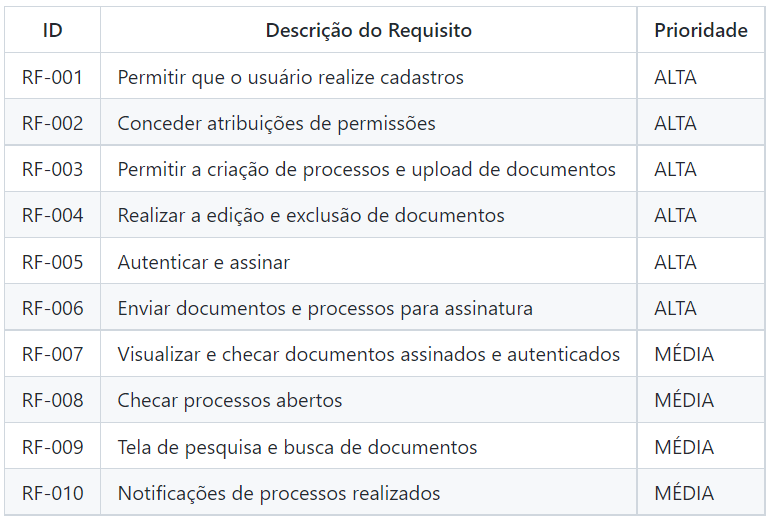 ID Descrição do Requisito Prioridade
RF-001 Permitir que o usuário realize cadastros ALTA
RF-002 Conceder atribuições de permissões ALTA
RF-003 Permitir a criação de processos e upload de documentos ALTA
RF-004 Realizar a edição e exclusão de documentos ALTA
RF-005 Autenticar e assinar ALTA
RF-006 Enviar documentos e processos para assinatura ALTA
RF-007 Visualizar e checar documentos assinados e autenticados MÉDIA
RF-008 Checar processos abertos MÉDIA
RF-009 Tela de pesquisa e busca de documentos MÉDIA
RF-010 Notificações de processos realizados MÉDIA